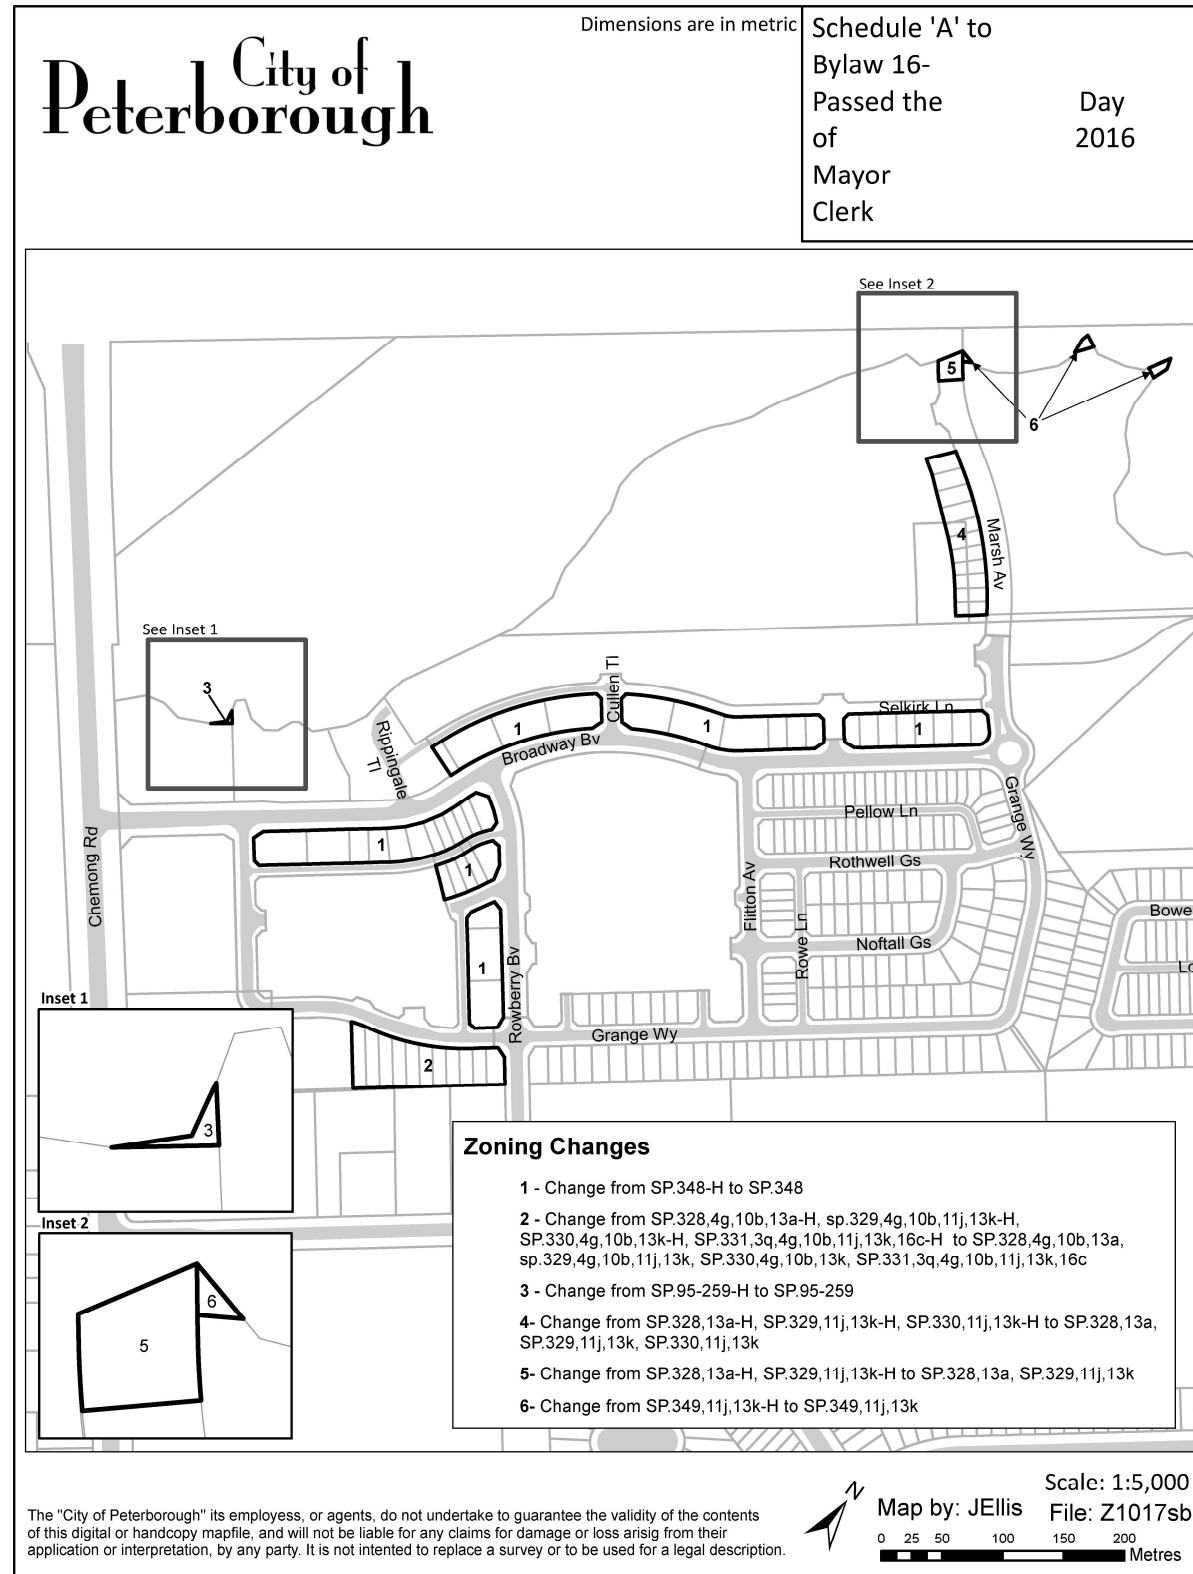 City of
Peterborough
Dimensions are in metric
Schedule 'A' to
Bylaw 16-
Passed the Day
of 2016
Mayor
Clerk
See Inset 2
5
6
4
Marsh Av
See Inset 1
3
Cullen Tl
Selkirk Ln
1
1
1
Rippingale
Tl
Broadway Bv
Grange Wy
Pellow Ln
Chemong Rd
1
Rothwell Gs
1
Flitton Av
Bowe
Rowe Ln
Noftall Gs
1
Rowberry Bv
Lo
Inset 1
Grange Wy
2
3
Inset 2
6
5
Zoning Changes
1 - Change from SP.348-H to SP.348
2 - Change from SP.328,4g,10b,13a-H, sp.329,4g,10b,11j,13k-H,
SP.330,4g,10b,13k-H, SP.331,3q,4g,10b,11j,13k,16c-H to SP.328,4g,10b,13a,
sp.329,4g,10b,11j,13k, SP.330,4g,10b,13k, SP.331,3q,4g,10b,11j,13k,16c
3 - Change from SP.95-259-H to SP.95-259
4- Change from SP.328,13a-H, SP.329,11j,13k-H, SP.330,11j,13k-H to SP.328,13a,
SP.329,11j,13k, SP.330,11j,13k
5- Change from SP.328,13a-H, SP.329,11j,13k-H to SP.328,13a, SP.329,11j,13k
6- Change from SP.349,11j,13k-H to SP.349,11j,13k
The "City of Peterborough" its employess, or agents, do not undertake to guarantee the validity of the contents
of this digital or handcopy mapfile, and will not be liable for any claims for damage or loss arisig from their
application or interpretation, by any party. It is not intended to replace a survey or to be used for a legal description.
N
Map by: JEllis
Scale: 1:5,000
File: Z1017sb
0 25 50 100 150 200
Metres